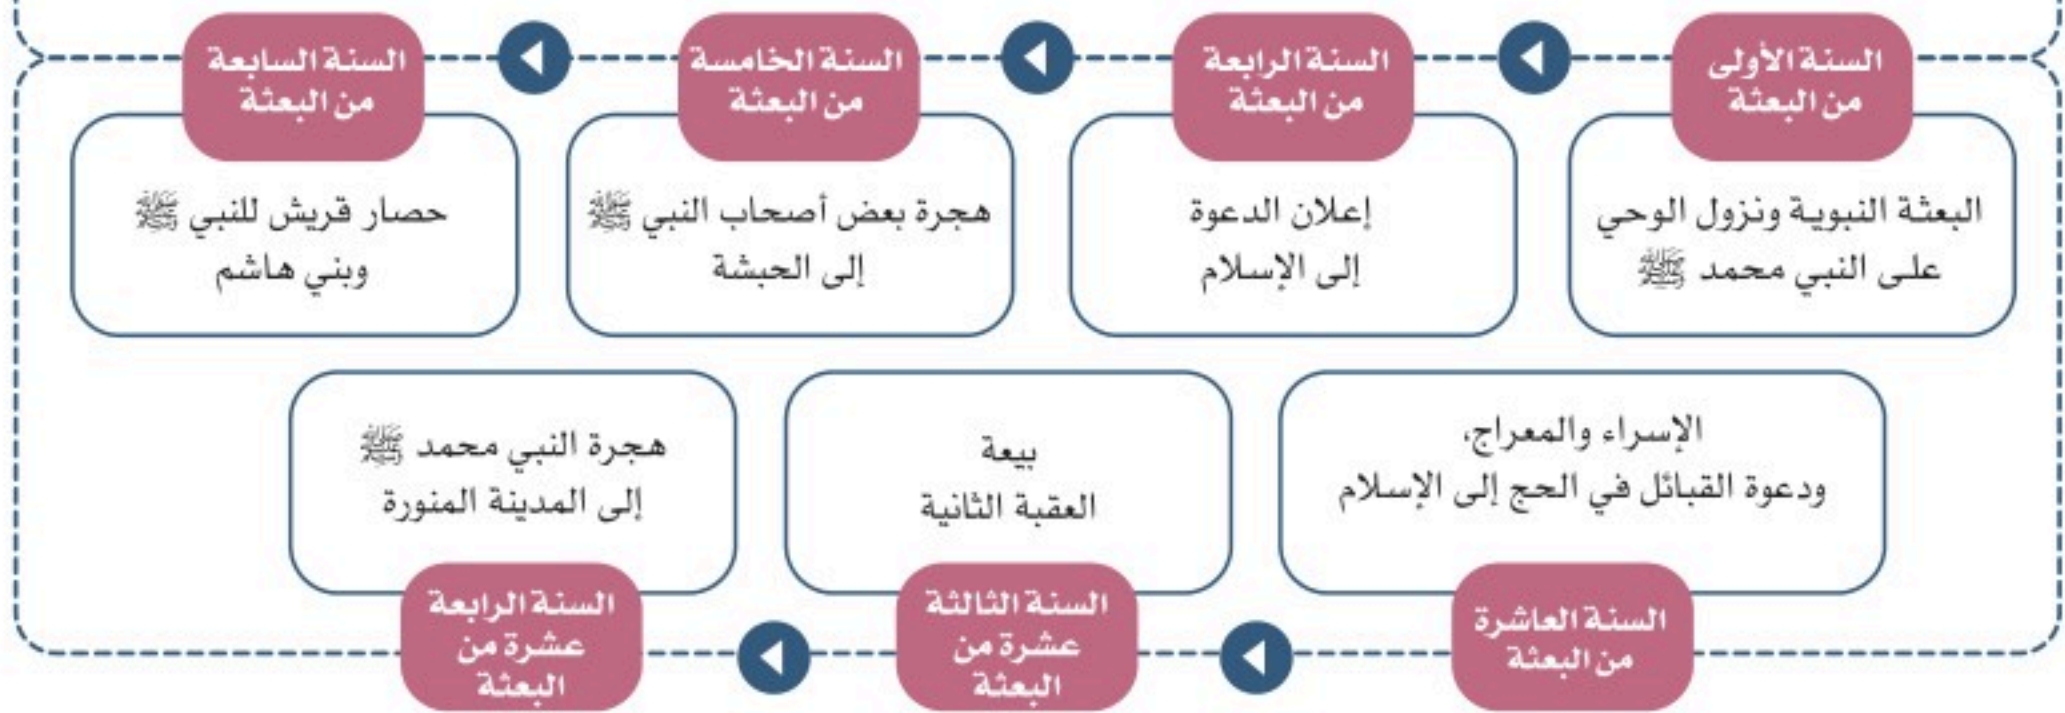 السنة الأولى
من البعثة
البعثة النبوية ونزول الوحي
على النبي محمد ﷺ
السنة الرابعة
من البعثة
إعلان الدعوة
إلى الإسلام
السنة الخامسة
من البعثة
هجرة بعض أصحاب النبي ﷺ
إلى الحبشة
السنة السابعة
من البعثة
حصار قريش للنبي ﷺ
وبني هاشم
الإسراء والمعراج،
ودعوة القبائل في الحج إلى الإسلام
السنة العاشرة
من البعثة
بيعة
العقبة الثانية
السنة الثالثة
عشرة من
البعثة
هجرة النبي محمد ﷺ
إلى المدينة المنورة
السنة الرابعة
عشرة من
البعثة